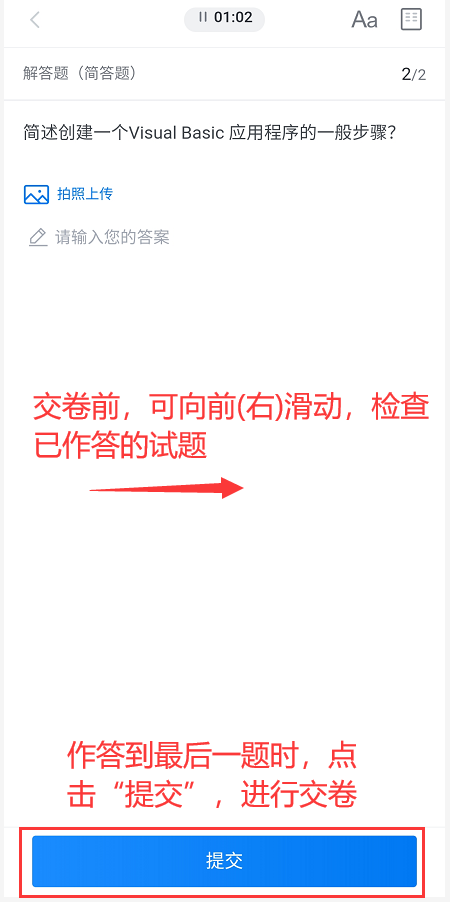 01:02
Aa
解答题（简答题）
2/2
简述创建一个Visual Basic 应用程序的一般步骤？
拍照上传
请输入您的答案
交卷前，可向前(右)滑动，检查
已作答的试题
作答到最后一题时，点
击“提交”，进行交卷
提交